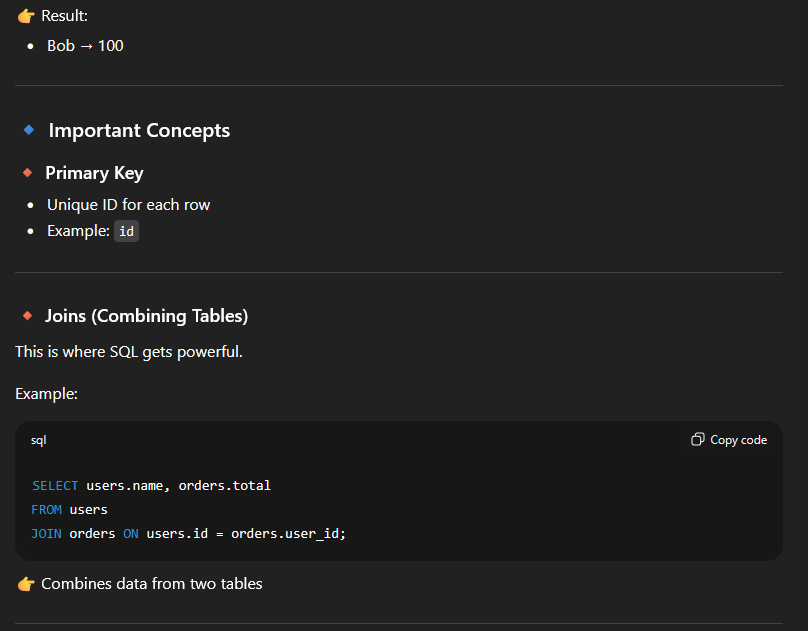 👉 Result:
• Bob → 100
🔹 Important Concepts
🔸 Primary Key
• Unique ID for each row
• Example: id
🔸 Joins (Combining Tables)
This is where SQL gets powerful.
Example:
sql
Copy code
SELECT users.name, orders.total
FROM users
JOIN orders ON users.id = orders.user_id;
👉 Combines data from two tables